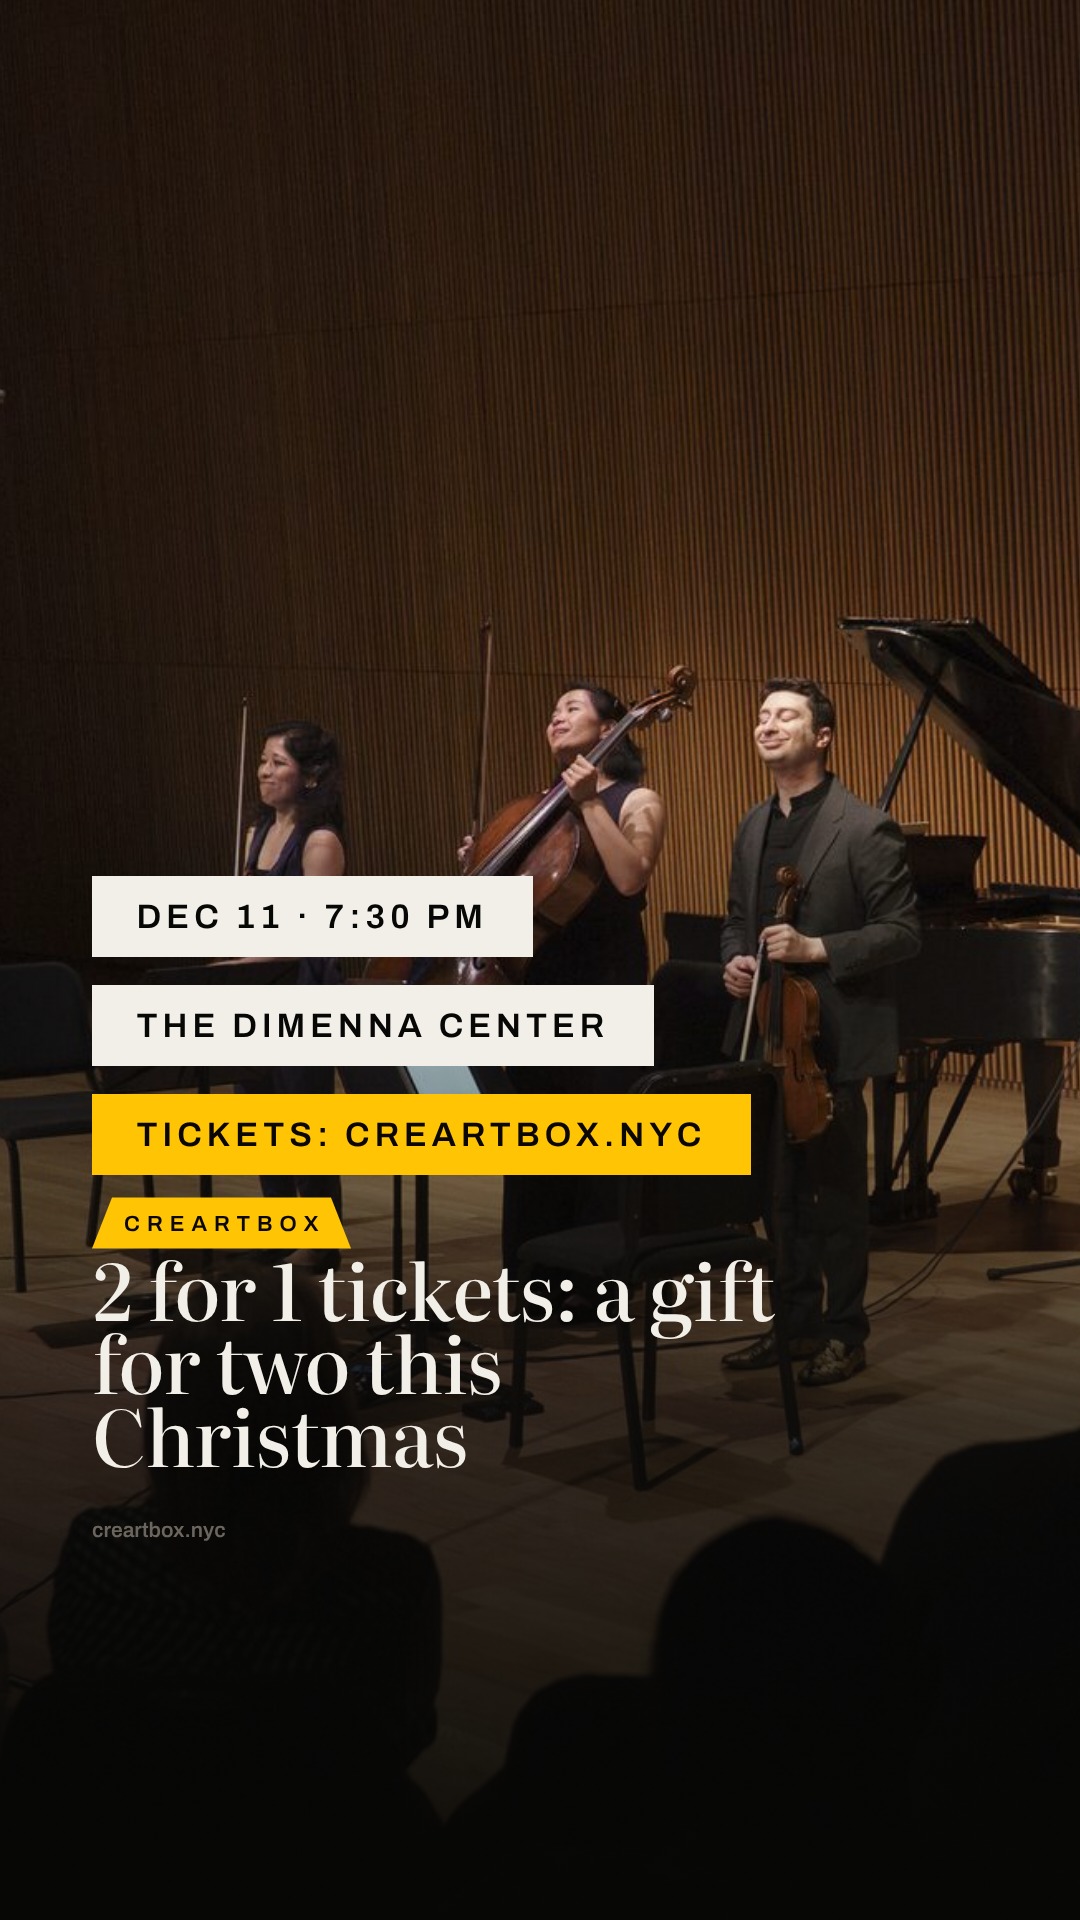 DEC 11 · 7:30 PM
THE DIMENNA CENTER
TICKETS: CREARTBOX.NYC
CREARTBOX
2 for 1 tickets: a gift
for two this
Christmas
creartbox.nyc